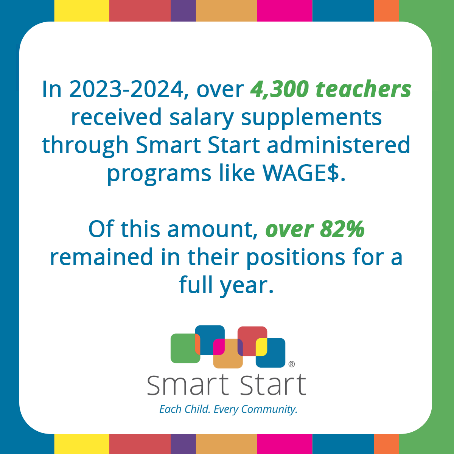 In 2023-2024, over 4,300 teachers
received salary supplements
through Smart Start administered
programs like WAGE$.
Of this amount, over 82%
remained in their positions for a
full year.
®
Smart Start
Each Child. Every Community.